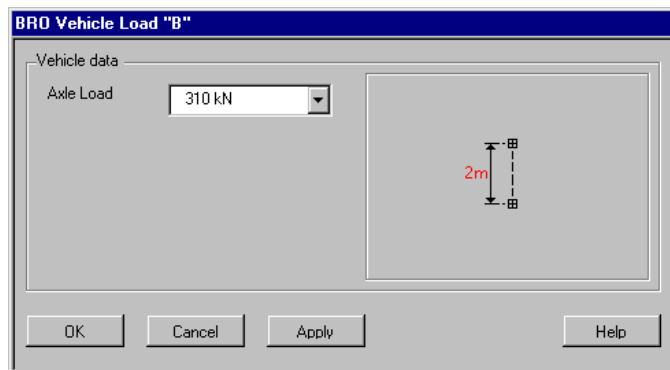 BRO Vehicle Load "B"
Vehicle data
Axle Load 310 kN
2m
OK Cancel Apply Help